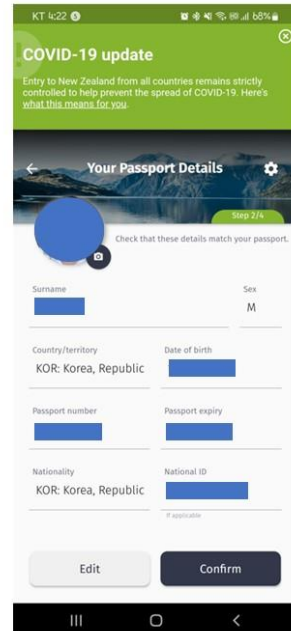 KT 4:22
68%
COVID-19 update
Entry to New Zealand from all countries remains strictly
controlled to help prevent the spread of COVID-19. Here's
what this means for you.
Your Passport Details
Step 2/4
Check that these details match your passport.
Surname
Sex
M
Country/territory
Date of birth
KOR: Korea, Republic
Passport number
Passport expiry
Nationality
National ID
KOR: Korea, Republic
If applicable
Edit
Confirm